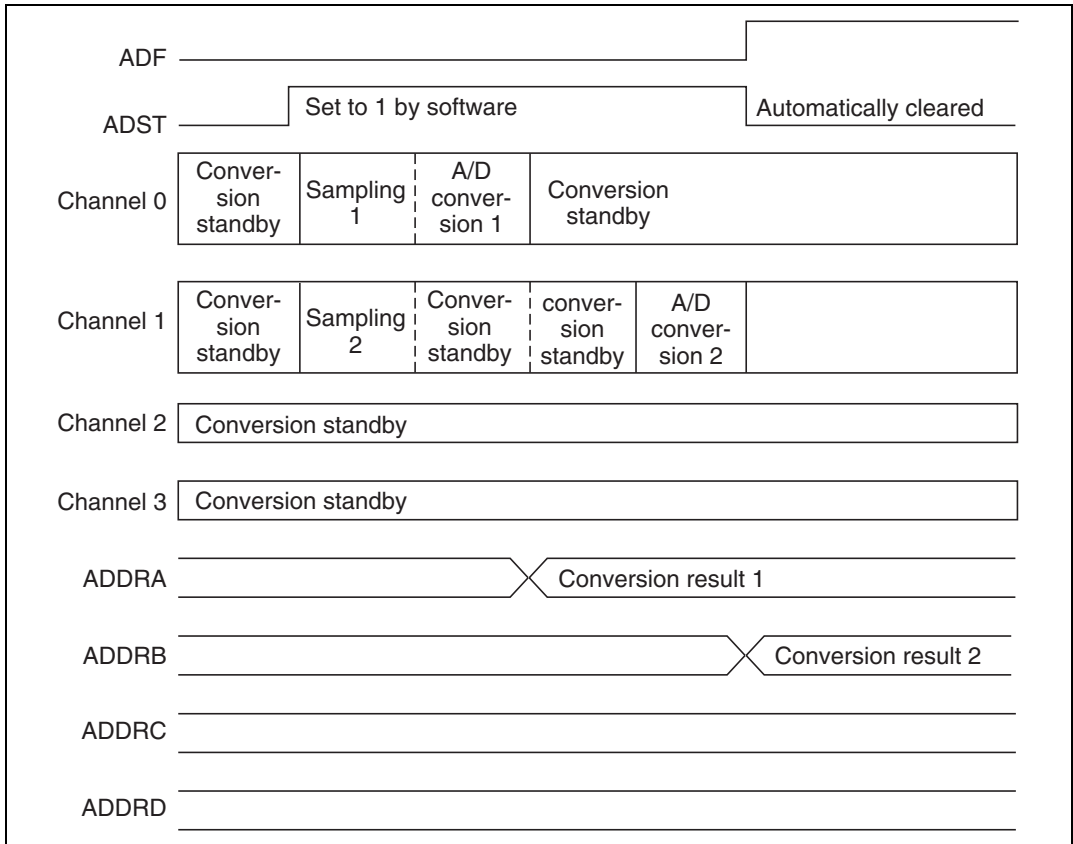 ADF
ADST
Set to 1 by software
Automatically cleared
Channel 0
Conver-
sion
standby
Sampling
1
A/D
conver-
sion 1
Conversion
standby
Channel 1
Conver-
sion
standby
Sampling
2
Conver-
sion
standby
conver-
sion
standby
A/D
conver-
sion 2
Channel 2
Conversion standby
Channel 3
Conversion standby
ADDRA
Conversion result 1
ADDRB
Conversion result 2
ADDRC
ADDRD